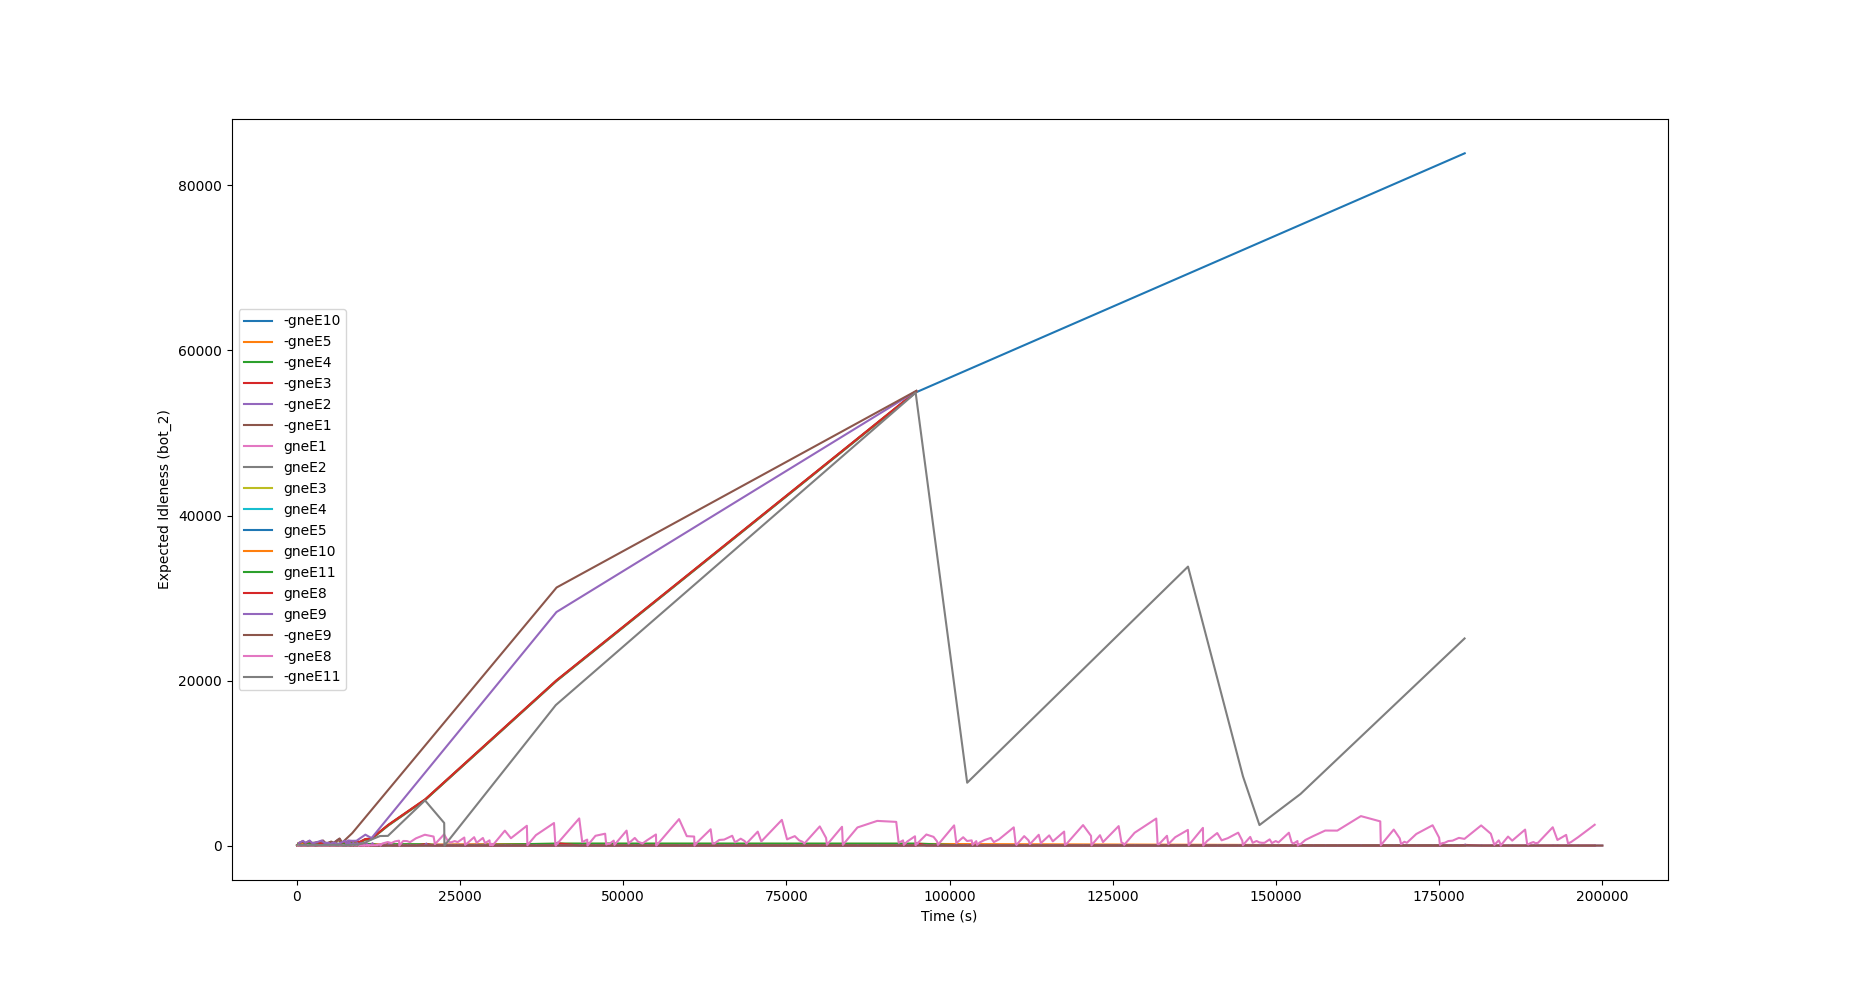 80000
60000
40000
20000
0
Expected Idleness (bot_2)
-gneE10
-gneE5
-gneE4
-gneE3
-gneE2
-gneE1
gneE1
gneE2
gneE3
gneE4
gneE5
gneE10
gneE11
gneE8
gneE9
-gneE9
-gneE8
-gneE11
0 25000 50000 75000 100000 125000 150000 175000 200000
Time (s)